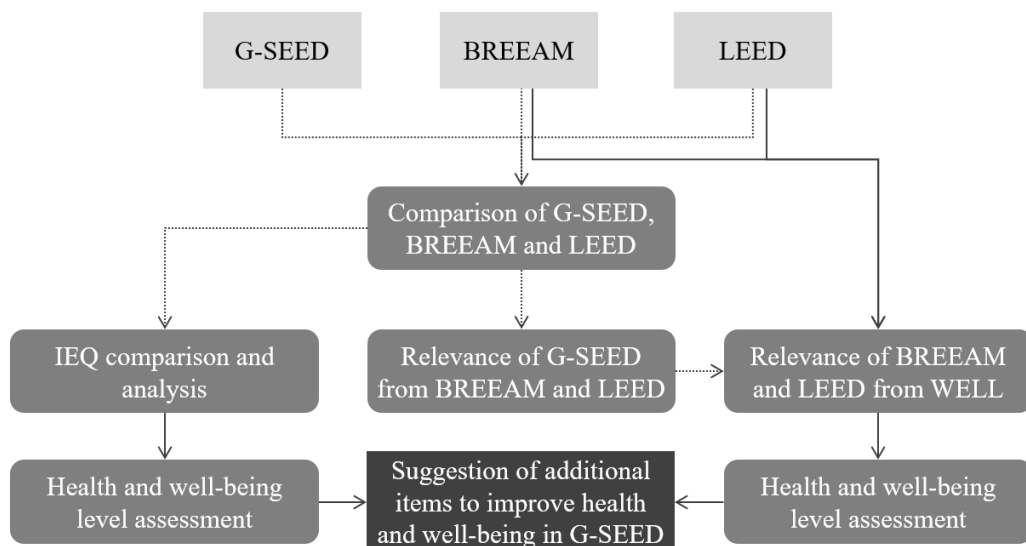 G-SEED
BREEAM
LEED
Comparison of G-SEED,
BREEAM and LEED
IEQ comparison and
analysis
Relevance of G-SEED
from BREEAM and LEED
Relevance of BREEAM
and LEED from WELL
Health and well-being
level assessment
Suggestion of additional
items to improve health
and well-being in G-SEED
Health and well-being
level assessment